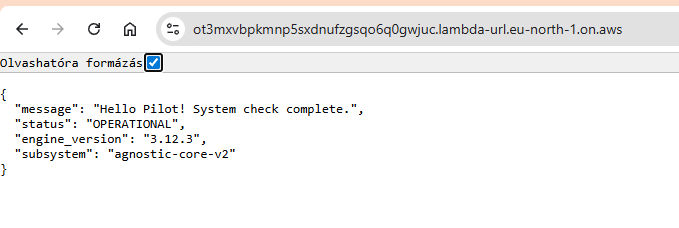 ot3mxvbpkmnp5sxdnufzgsqo6q0gwjuc.lambda-url.eu-north-1.on.aws
Olvashatóra formázás
{
  "message": "Hello Pilot! System check complete.",
  "status": "OPERATIONAL",
  "engine_version": "3.12.3",
  "subsystem": "agnostic-core-v2"
}